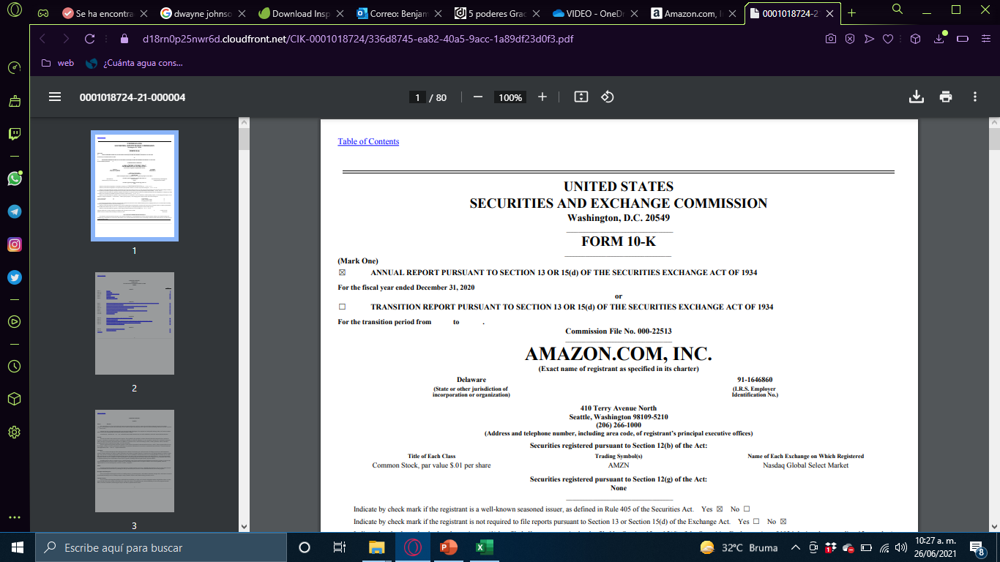 Se ha encontra
dwayne johnso
Download Insp
Correo: Benjam
5 poderes Grac
VIDEO - OneDr
Amazon.com, I
0001018724-2
d18rn0p25nwr6d.cloudfront.net/CIK-0001018724/336d8745-ea82-40a5-9acc-1a89df23d0f3.pdf
web
¿Cuánta agua cons...
0001018724-21-000004
1 / 80
100%
Table of Contents
UNITED STATES
SECURITIES AND EXCHANGE COMMISSION
Washington, D.C. 20549
FORM 10-K
(Mark One)
☒ ANNUAL REPORT PURSUANT TO SECTION 13 OR 15(d) OF THE SECURITIES EXCHANGE ACT OF 1934
For the fiscal year ended December 31, 2020
or
☐ TRANSITION REPORT PURSUANT TO SECTION 13 OR 15(d) OF THE SECURITIES EXCHANGE ACT OF 1934
For the transition period from to .
Commission File No. 000-22513
AMAZON.COM, INC.
(Exact name of registrant as specified in its charter)
Delaware 91-1646860
(State or other jurisdiction of (I.R.S. Employer
incorporation or organization) Identification No.)
410 Terry Avenue North
Seattle, Washington 98109-5210
(206) 266-1000
(Address and telephone number, including area code, of registrant's principal executive offices)
Securities registered pursuant to Section 12(b) of the Act:
Title of Each Class Trading Symbol(s) Name of Each Exchange on Which Registered
Common Stock, par value $.01 per share AMZN Nasdaq Global Select Market
Securities registered pursuant to Section 12(g) of the Act:
None
Indicate by check mark if the registrant is a well-known seasoned issuer, as defined in Rule 405 of the Securities Act. Yes ☒ No ☐
Indicate by check mark if the registrant is not required to file reports pursuant to Section 13 or Section 15(d) of the Exchange Act. Yes ☐ No ☒
1
2
3
Escribe aquí para buscar
32°C Bruma
10:27 a. m.
26/06/2021
8